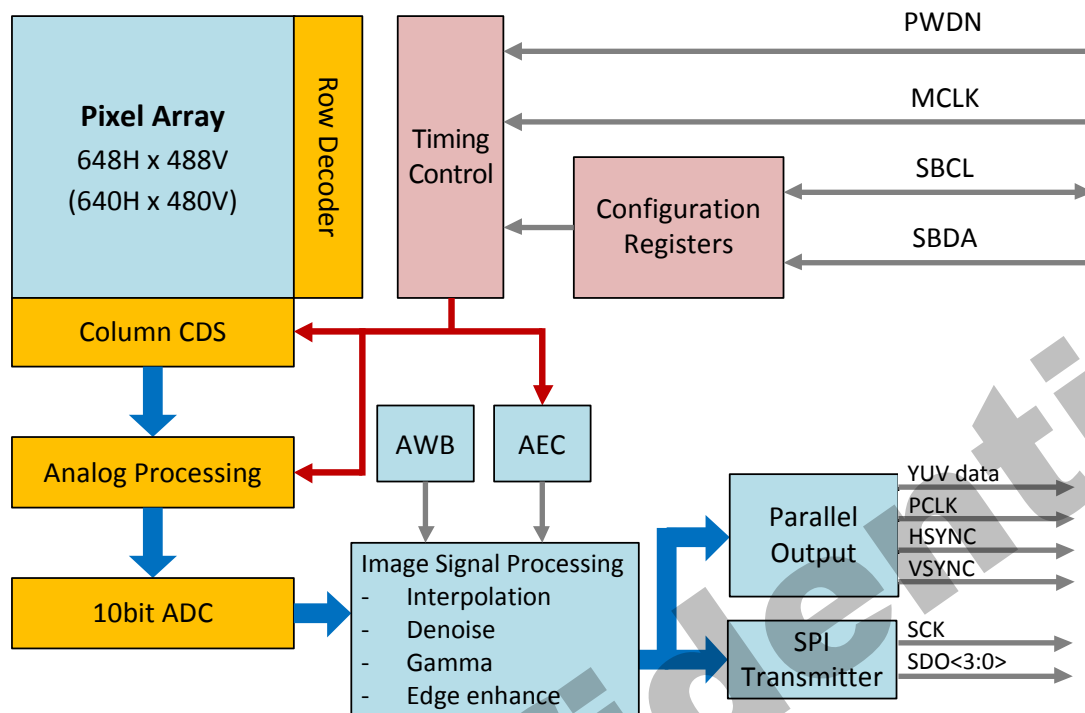 Pixel Array
648H x 488V
(640H x 480V)
Row Decoder
Column CDS
Analog Processing
10bit ADC
Timing
Control
Configuration
Registers
PWDN
MCLK
SBCL
SBDA
AWB
AEC
Image Signal Processing
- Interpolation
- Denoise
- Gamma
- Edge enhance
Parallel
Output
YUV data
PCLK
HSYNC
VSYNC
SPI
Transmitter
SCK
SDO<3:0>